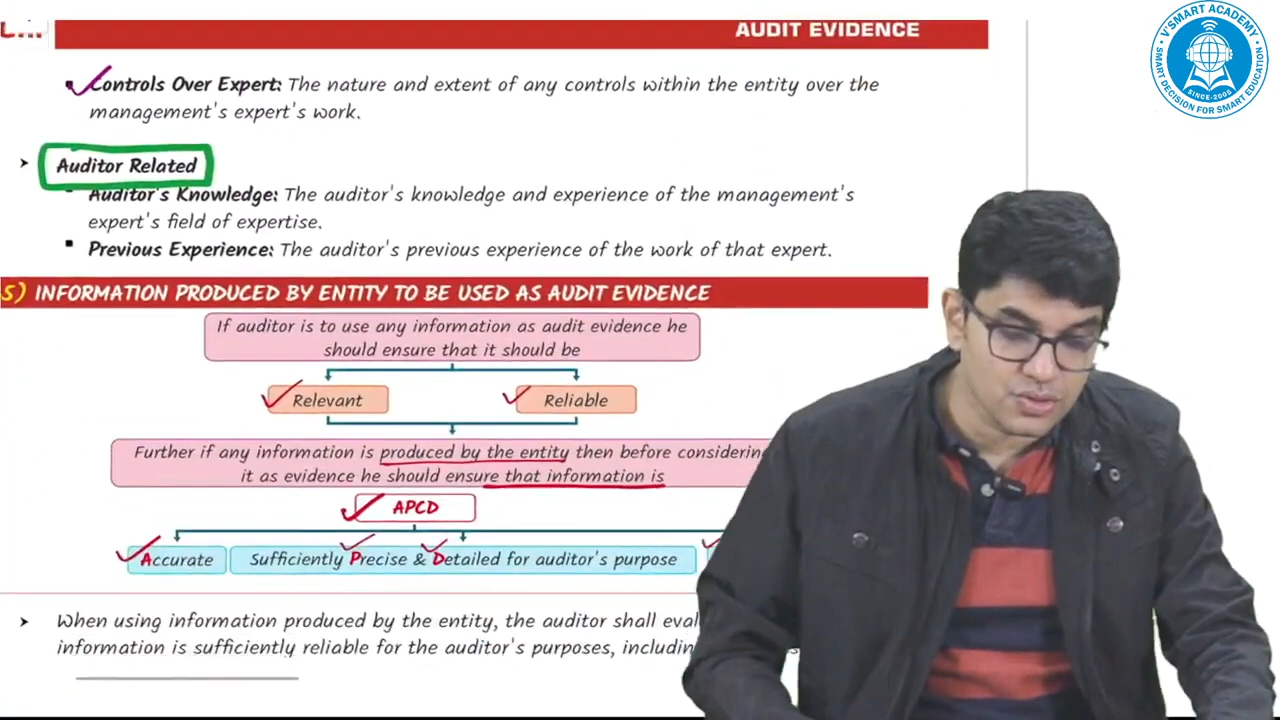 AUDIT EVIDENCE
V'SMART ACADEMY
SMART DECISION FOR SMART EDUCATION
SINCE-2005
Controls Over Expert: The nature and extent of any controls within the entity over the
management's expert's work.
Auditor Related
Auditor's Knowledge: The auditor's knowledge and experience of the management's
expert's field of expertise.
Previous Experience: The auditor's previous experience of the work of that expert.
5) INFORMATION PRODUCED BY ENTITY TO BE USED AS AUDIT EVIDENCE
If auditor is to use any information as audit evidence he
should ensure that it should be
Relevant Reliable
Further if any information is produced by the entity then before considering
it as evidence he should ensure that information is
APCD
Accurate Sufficiently Precise & Detailed for auditor's purpose
When using information produced by the entity, the auditor shall
information is sufficiently reliable for the auditor's purposes,